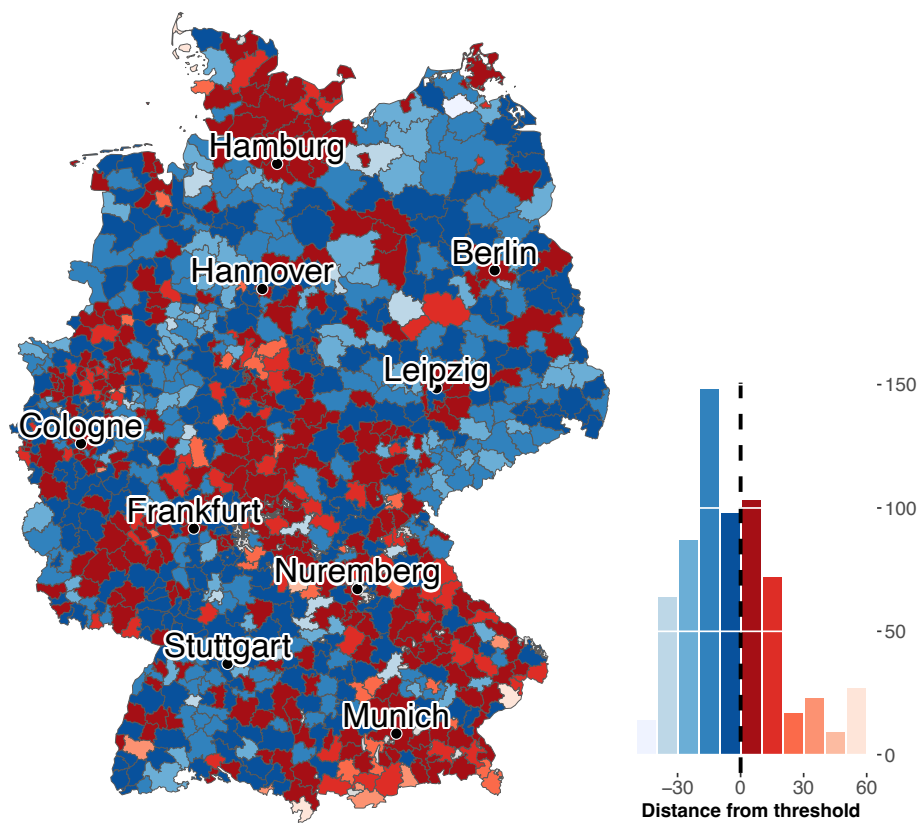 Hamburg
Berlin
Hannover
Leipzig
Cologne
Frankfurt
Nuremberg
Stuttgart
Munich
-150
-100
-50
-0
−30 0 30 60
Distance from threshold